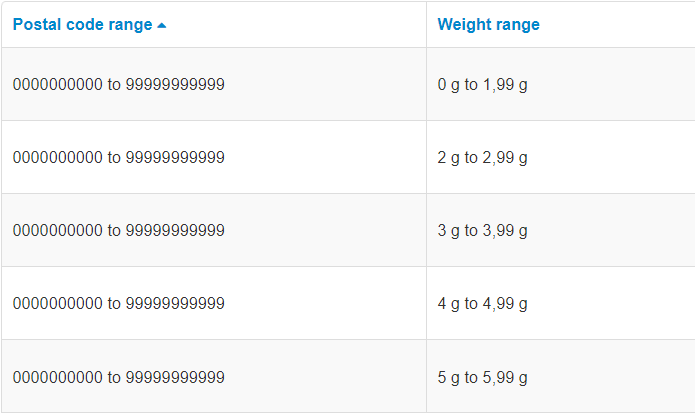 Postal code range Weight range
0000000000 to 99999999999 0 g to 1,99 g
0000000000 to 99999999999 2 g to 2,99 g
0000000000 to 99999999999 3 g to 3,99 g
0000000000 to 99999999999 4 g to 4,99 g
0000000000 to 99999999999 5 g to 5,99 g